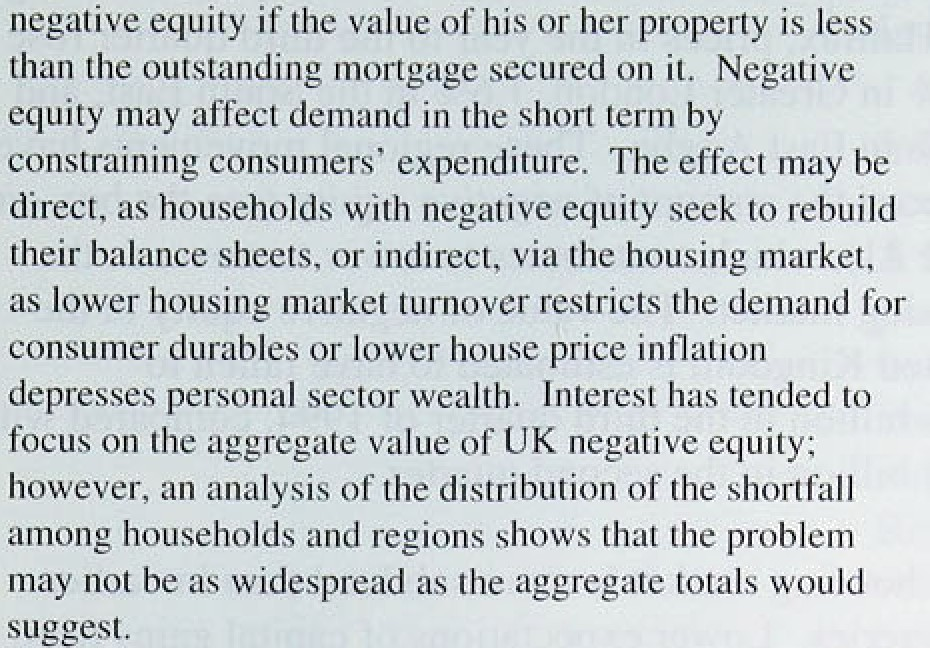 negative equity if the value of his or her property is less
than the outstanding mortgage secured on it.  Negative
equity may affect demand in the short term by
constraining consumers’ expenditure.  The effect may be
direct, as households with negative equity seek to rebuild
their balance sheets, or indirect, via the housing market,
as lower housing market turnover restricts the demand for
consumer durables or lower house price inflation
depresses personal sector wealth.  Interest has tended to
focus on the aggregate value of UK negative equity;
however, an analysis of the distribution of the shortfall
among households and regions shows that the problem
may not be as widespread as the aggregate totals would
suggest.